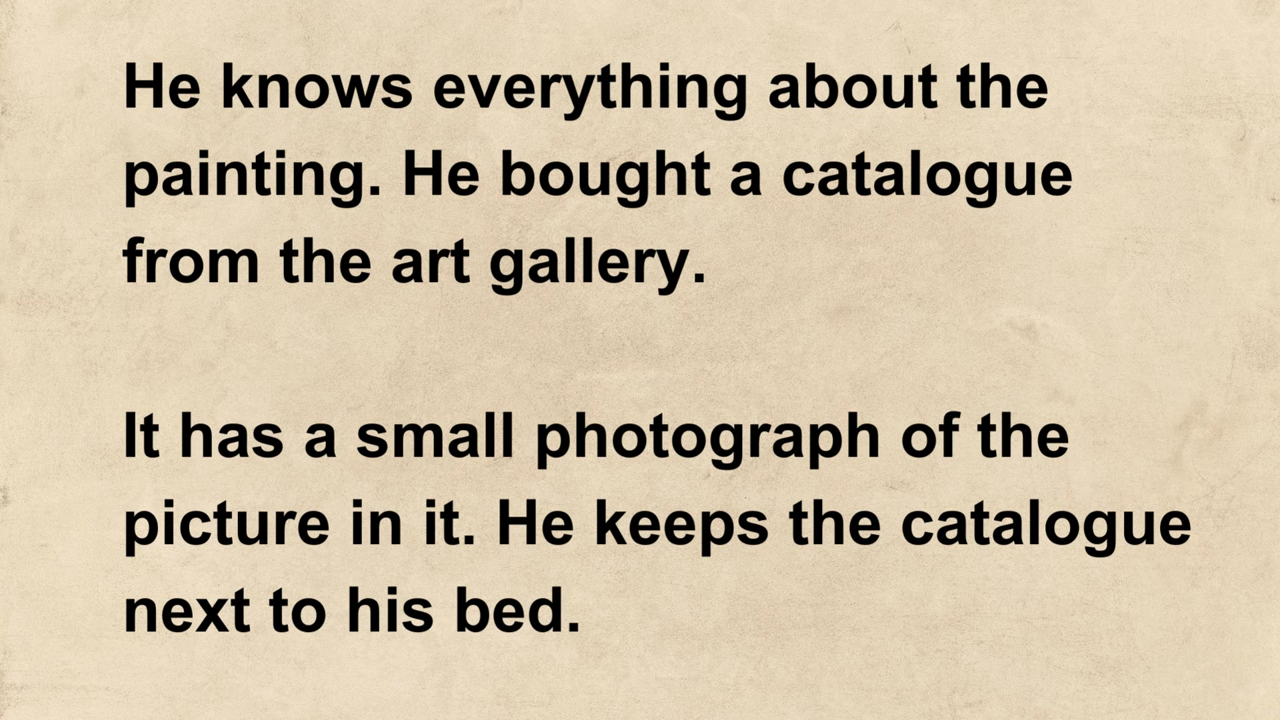 He knows everything about the
painting. He bought a catalogue
from the art gallery.
It has a small photograph of the
picture in it. He keeps the catalogue
next to his bed.